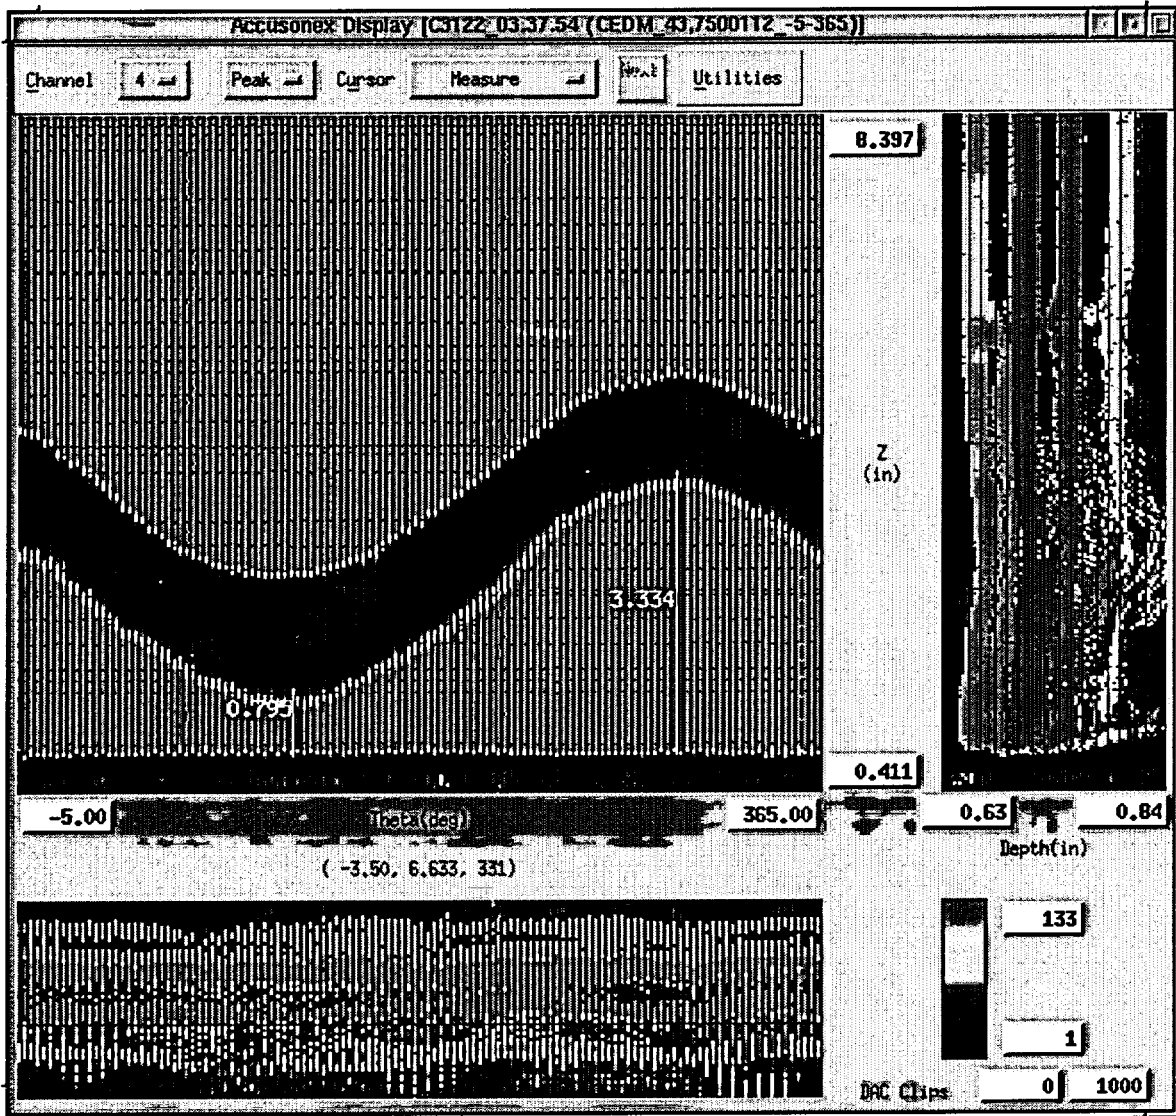 Accusonex Display [C3122_03.37.54 (CEDM_43,7500112_-5-365)]
Channel 4 Peak Cursor Measure Next Utilities
8.397
Z
(in)
3.334
0.795
0.411
-5.00 Theta(deg) 365.00 0.63 0.84
Depth(in)
( -3.50, 6.633, 331)
133
1
DAC Clips 0 1000